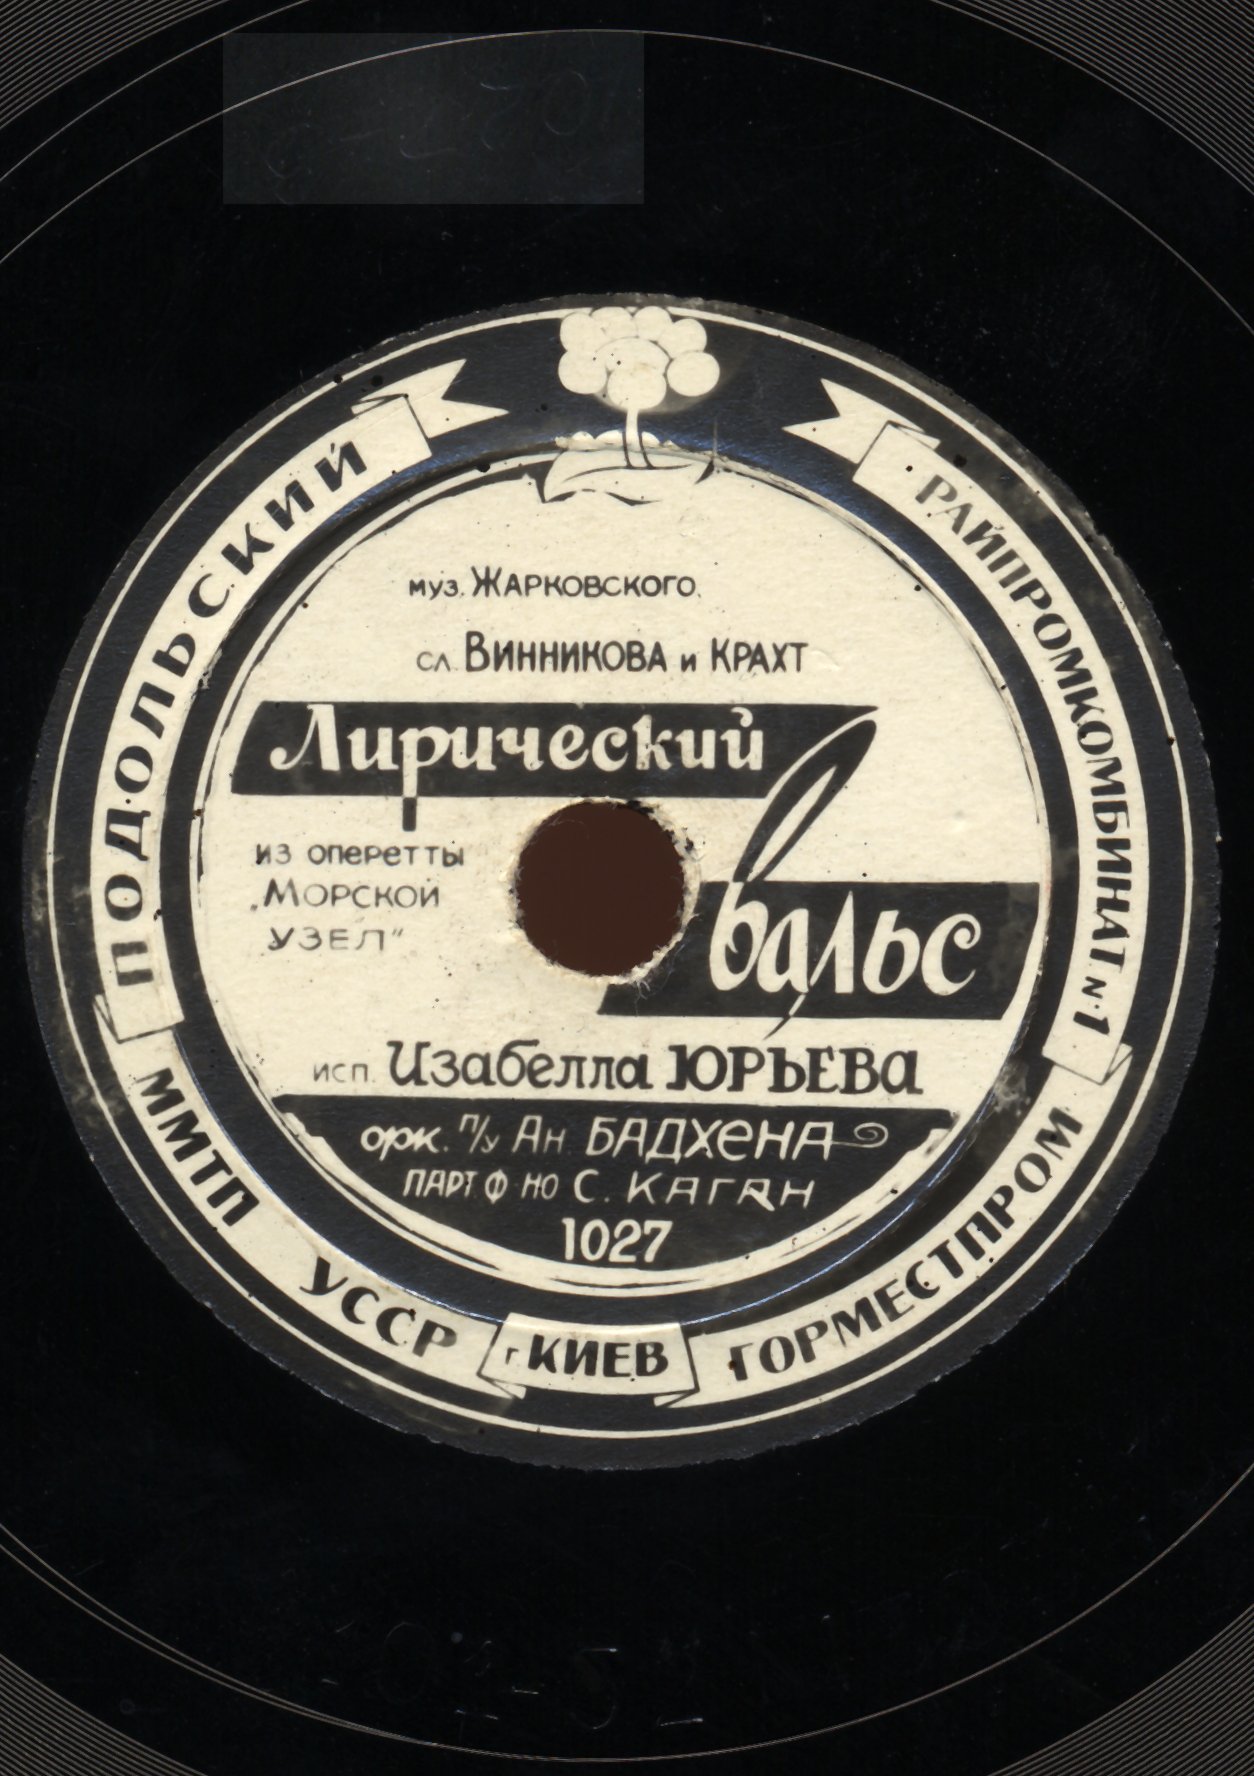 ПОДОЛЬСКИЙ
РАЙПРОМКОМБИНАТ №1
муз. ЖАРКОВСКОГО
сл. ВИННИКОВА и КРАХТ
Лирический
вальс
из оперетты
„МОРСКОЙ
УЗЕЛ"
исп. Изабелла ЮРЬЕВА
орк. п/у Ан БАДХЕНА
ПАРТ. Ф-НО С. КАГАН
1027
ММТП УССР
г. КИЕВ
ГОРМЕСТПРОМ